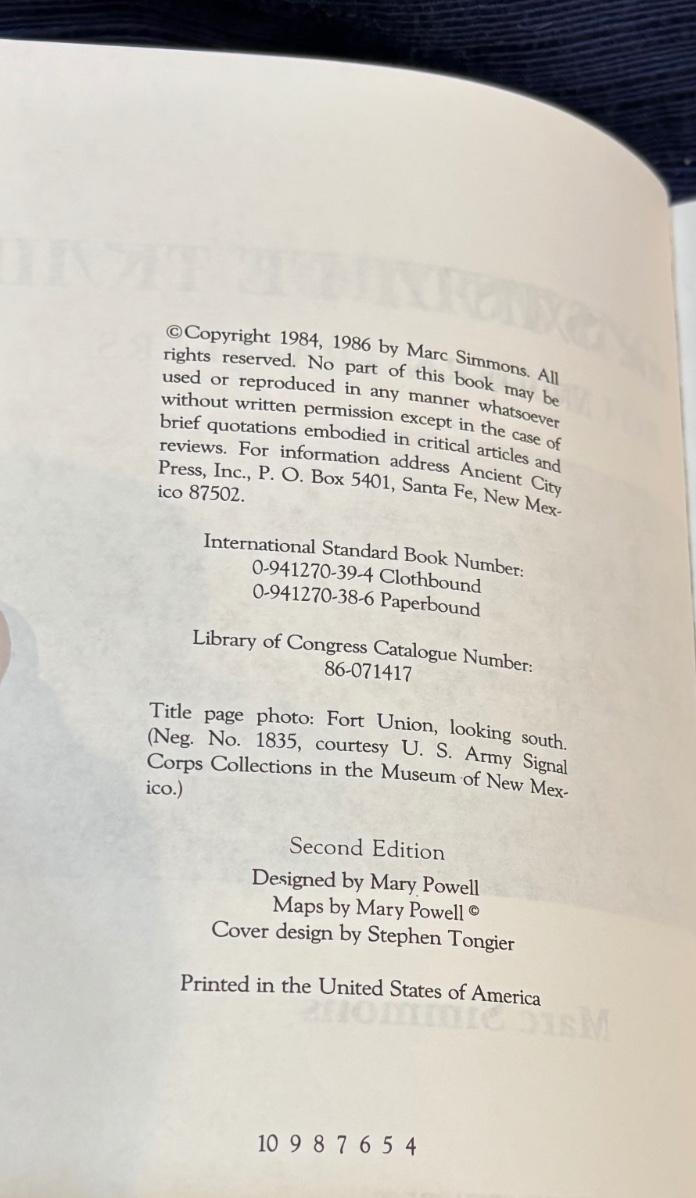 ©Copyright 1984, 1986 by Marc Simmons. All
rights reserved. No part of this book may be
used or reproduced in any manner whatsoever
without written permission except in the case of
brief quotations embodied in critical articles and
reviews. For information address Ancient City
Press, Inc., P. O. Box 5401, Santa Fe, New Mex-
ico 87502.
International Standard Book Number:
0-941270-39-4 Clothbound
0-941270-38-6 Paperbound
Library of Congress Catalogue Number:
86-071417
Title page photo: Fort Union, looking south.
(Neg. No. 1835, courtesy U. S. Army Signal
Corps Collections in the Museum of New Mex-
ico.)
Second Edition
Designed by Mary Powell
Maps by Mary Powell ©
Cover design by Stephen Tongier
Printed in the United States of America
Marc Simmons
10 9 8 7 6 5 4